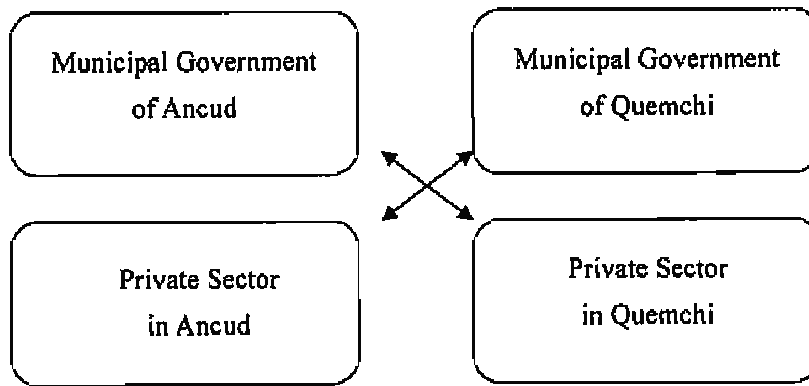 Municipal Government
of Ancud
Municipal Government
of Quemchi
Private Sector
in Ancud
Private Sector
in Quemchi